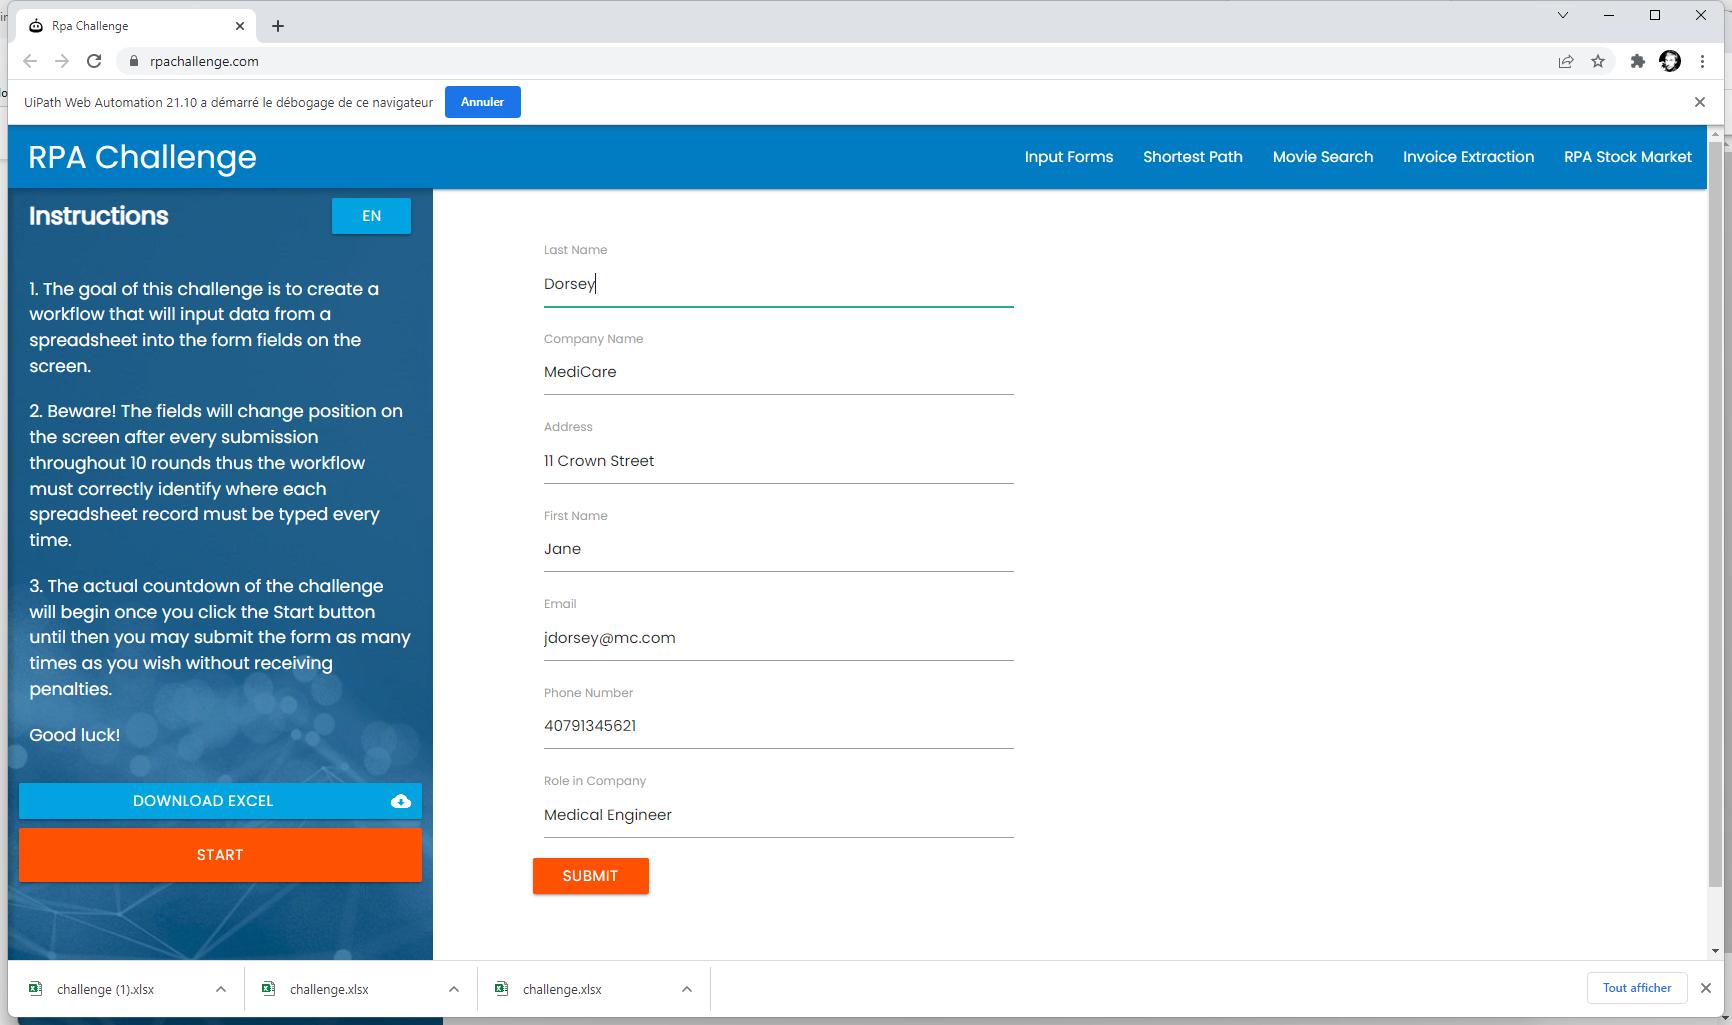 Rpa Challenge
rpachallenge.com
UiPath Web Automation 21.10 a démarré le débogage de ce navigateur
Annuler
RPA Challenge
Input Forms
Shortest Path
Movie Search
Invoice Extraction
RPA Stock Market
Instructions
EN
1. The goal of this challenge is to create a
workflow that will input data from a
spreadsheet into the form fields on the
screen.
2. Beware! The fields will change position on
the screen after every submission
throughout 10 rounds thus the workflow
must correctly identify where each
spreadsheet record must be typed every
time.
3. The actual countdown of the challenge
will begin once you click the Start button
until then you may submit the form as many
times as you wish without receiving
penalties.
Good luck!
DOWNLOAD EXCEL
START
Last Name
Dorsey
Company Name
MediCare
Address
11 Crown Street
First Name
Jane
Email
jdorsey@mc.com
Phone Number
40791345621
Role in Company
Medical Engineer
SUBMIT
challenge (1).xlsx
challenge.xlsx
challenge.xlsx
Tout afficher